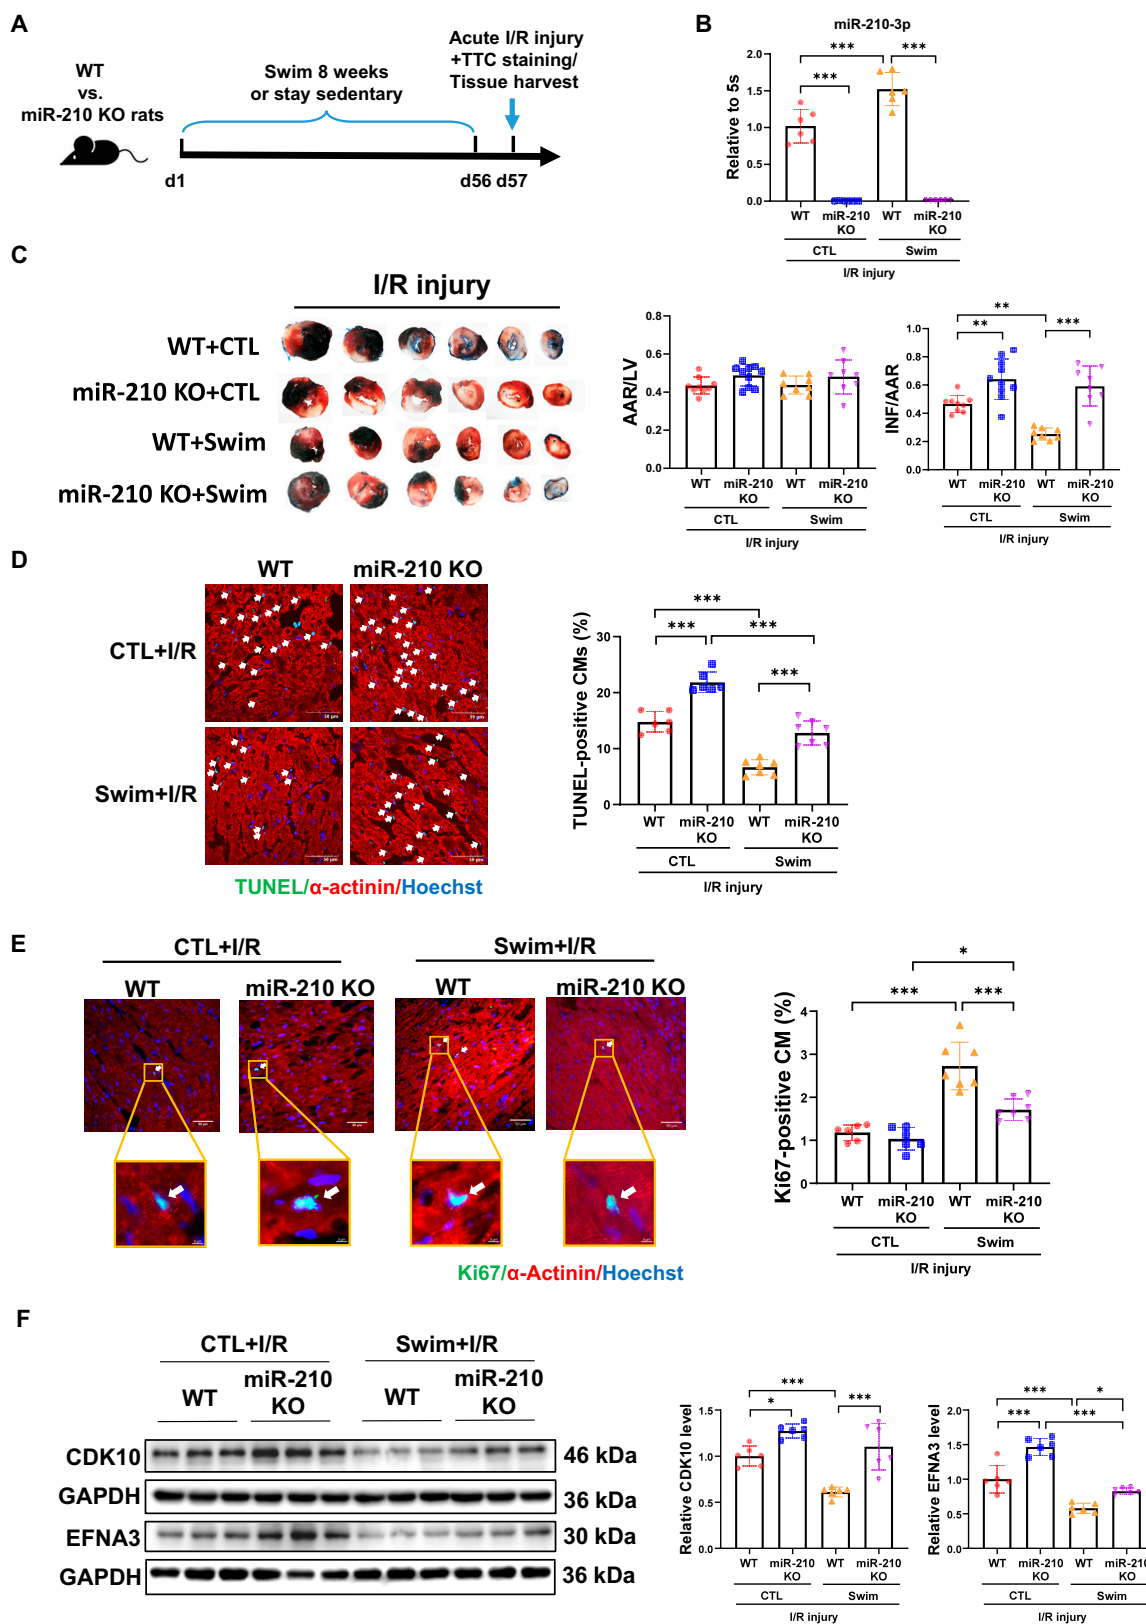 A
WT
vs.
miR-210 KO rats
Swim 8 weeks
or stay sedentary
Acute I/R injury
+TTC staining/
Tissue harvest
d1
d56
d57
B
miR-210-3p
Relative to 5s
2.0
1.5
1.0
0.5
0.0
***
***
***
WT
miR-210
KO
WT
miR-210
KO
CTL
Swim
I/R injury
C
I/R injury
WT+CTL
miR-210 KO+CTL
WT+Swim
miR-210 KO+Swim
AAR/LV
0.8
0.6
0.4
0.2
0.0
WT
miR-210
KO
WT
miR-210
KO
CTL
Swim
I/R injury
INF/AAR
1.0
0.8
0.6
0.4
0.2
0.0
**
**
***
WT
miR-210
KO
WT
miR-210
KO
CTL
Swim
I/R injury
D
WT
miR-210 KO
CTL+I/R
Swim+I/R
50 μm
50 μm
50 μm
50 μm
TUNEL/α-actinin/Hoechst
TUNEL-positive CMs (%)
30
20
10
0
***
***
***
***
WT
miR-210
KO
WT
miR-210
KO
CTL
Swim
I/R injury
E
CTL+I/R
Swim+I/R
WT
miR-210 KO
WT
miR-210 KO
Ki67/α-Actinin/Hoechst
Ki67-positive CM (%)
4
3
2
1
0
*
***
***
WT
miR-210
KO
WT
miR-210
KO
CTL
Swim
I/R injury
F
CTL+I/R
Swim+I/R
WT
miR-210
KO
WT
miR-210
KO
CDK10
46 kDa
GAPDH
36 kDa
EFNA3
30 kDa
GAPDH
36 kDa
Relative CDK10 level
1.5
1.0
0.5
0.0
***
*
***
WT
miR-210
KO
WT
miR-210
KO
CTL
Swim
I/R injury
Relative EFNA3 level
2.0
1.5
1.0
0.5
0.0
***
*
***
***
WT
miR-210
KO
WT
miR-210
KO
CTL
Swim
I/R injury